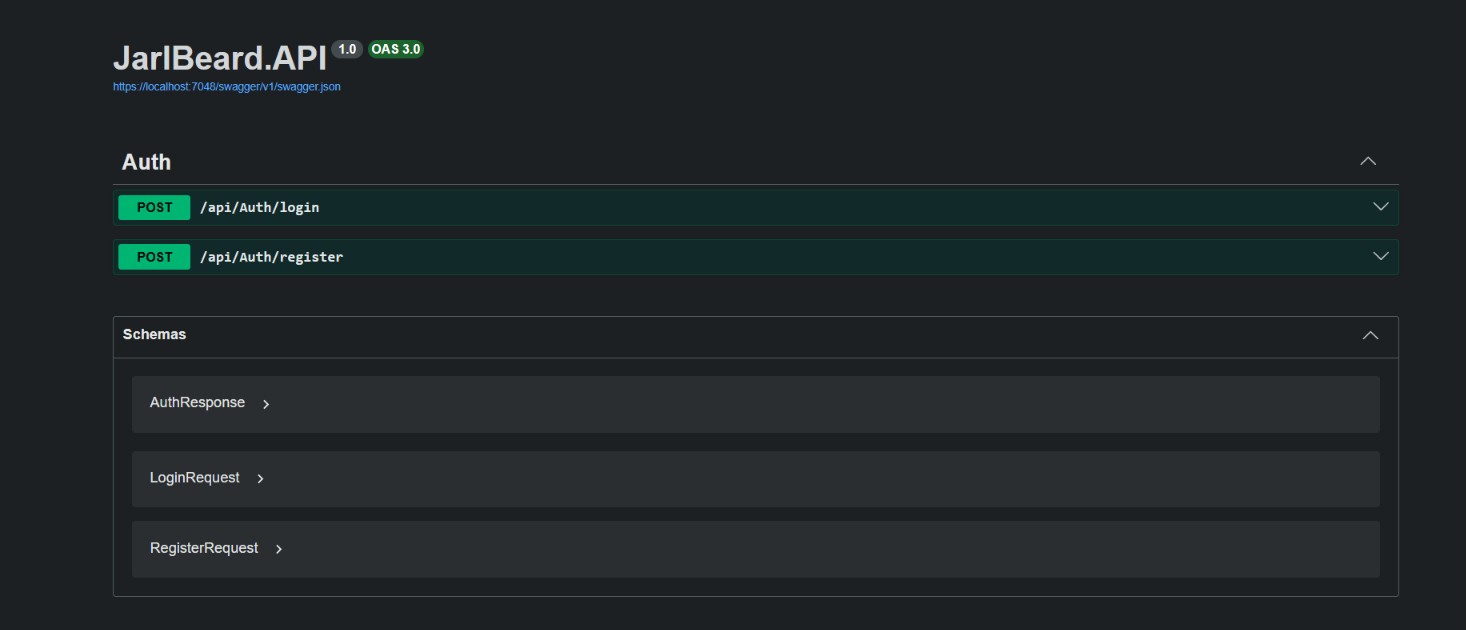 JarlBeard.API 1.0 OAS 3.0
https://localhost:7048/swagger/v1/swagger.json
Auth
POST /api/Auth/login
POST /api/Auth/register
Schemas
AuthResponse
LoginRequest
RegisterRequest